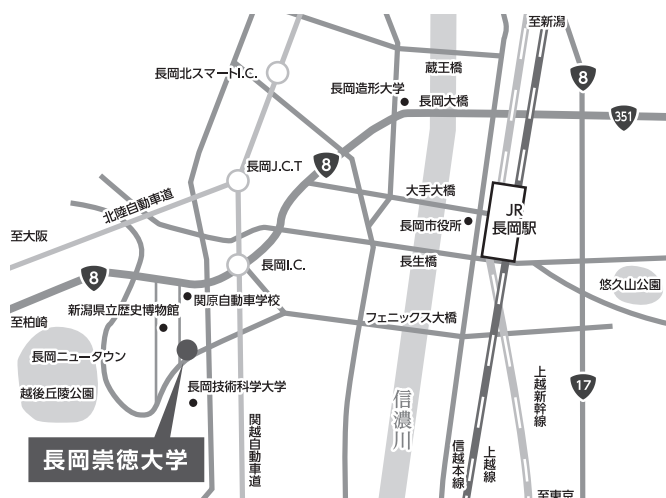 至新潟
蔵王橋
長岡北スマートI.C.
8
長岡造形大学
長岡大橋
351
8
長岡J.C.T
北陸自動車道
大手大橋
JR
長岡駅
長岡市役所
至大阪
長岡I.C.
長生橋
8
悠久山公園
関原自動車学校
新潟県立歴史博物館
至柏崎
フェニックス大橋
長岡ニュータウン
越後丘陵公園
長岡技術科学大学
17
上越新幹線
信濃川
関越自動車道
信越本線
上越線
長岡崇徳大学
至東京